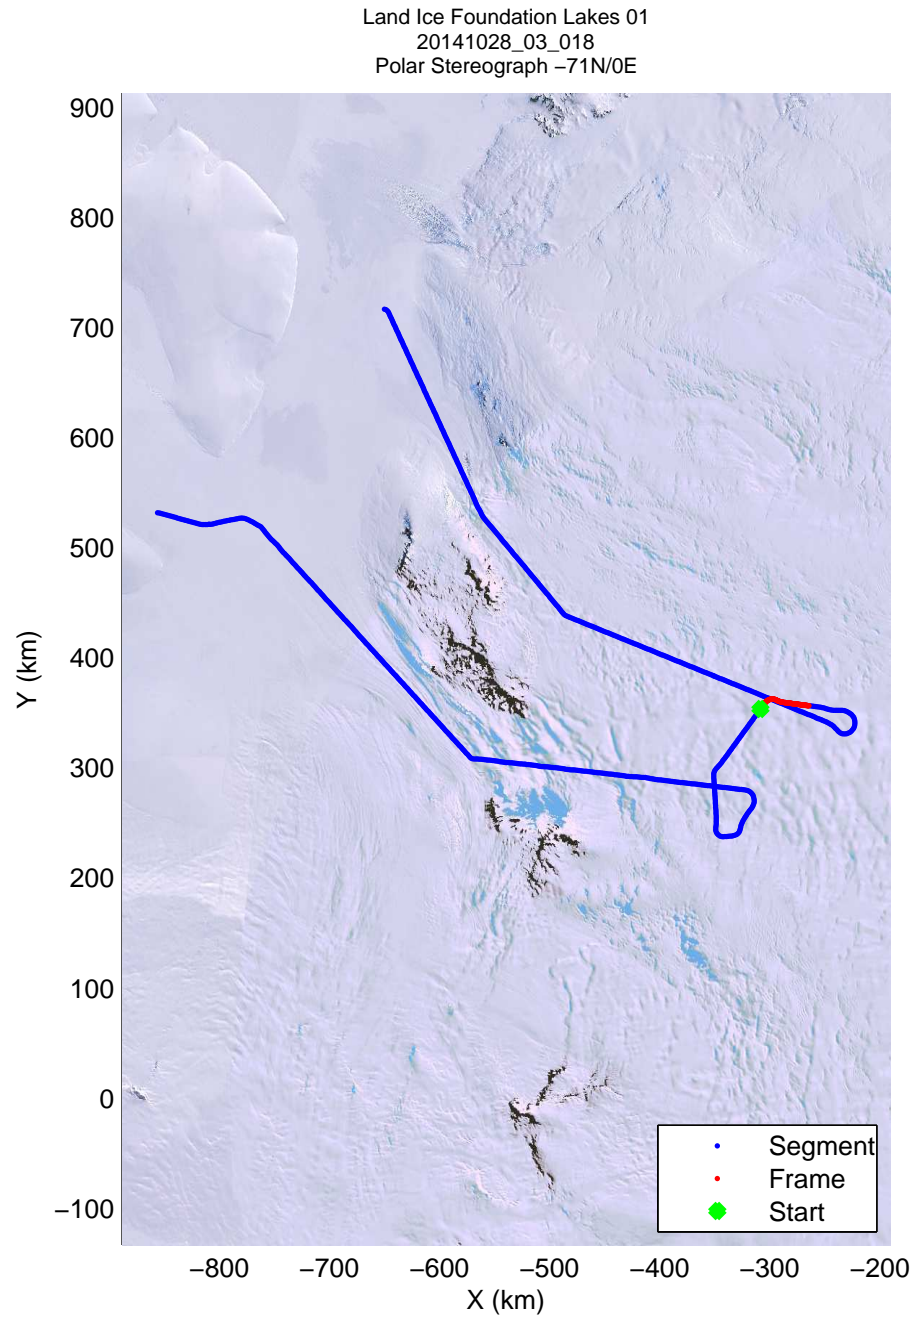 Land Ice Foundation Lakes 01
20141028_03_018
Polar Stereograph −71N/0E
900
800
700
600
500
400
300
200
100
0
−100
Y (km)
Segment
Frame
Start
−800
−700
−600
−500
−400
−300
−200
X (km)